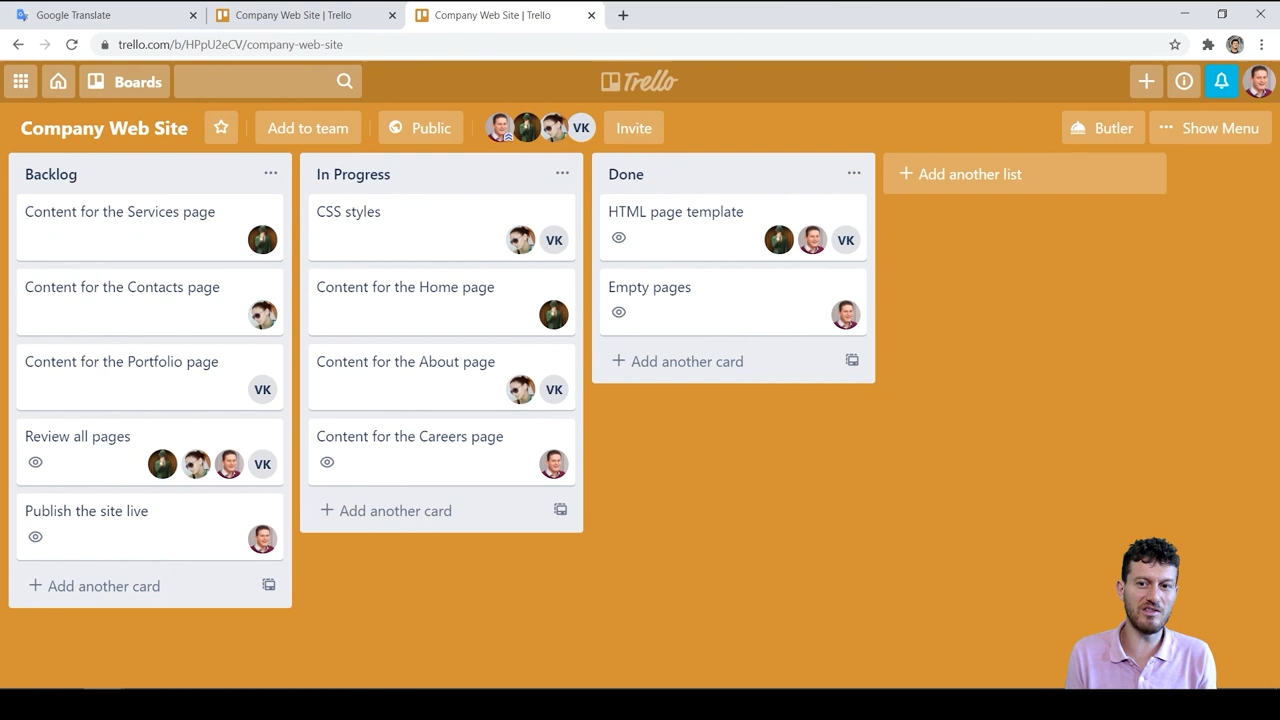 Google Translate
Company Web Site | Trello
Company Web Site | Trello
trello.com/b/HPpU2eCV/company-web-site
Boards
Trello
Company Web Site
Add to team
Public
VK
Invite
Butler
Show Menu
Backlog
Content for the Services page
Content for the Contacts page
Content for the Portfolio page
VK
Review all pages
VK
Publish the site live
Add another card
In Progress
CSS styles
VK
Content for the Home page
Content for the About page
VK
Content for the Careers page
Add another card
Done
HTML page template
VK
Empty pages
Add another card
Add another list